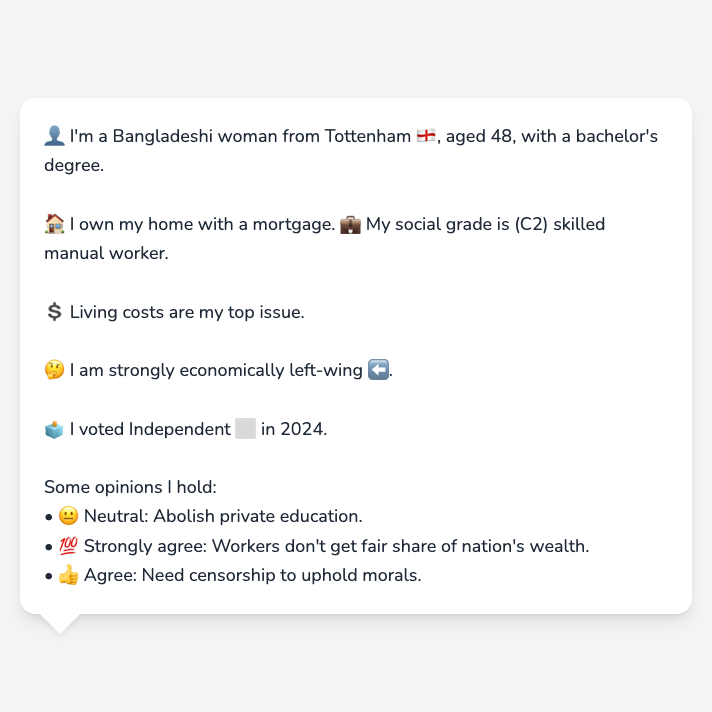 👤 I'm a Bangladeshi woman from Tottenham 🏴󠁧󠁢󠁥󠁮󠁧󠁿, aged 48, with a bachelor's
degree.
🏠 I own my home with a mortgage. 💼 My social grade is (C2) skilled
manual worker.
💲 Living costs are my top issue.
🤔 I am strongly economically left-wing ⬅️.
🗳️ I voted Independent ⬜ in 2024.
Some opinions I hold:
• 😐 Neutral: Abolish private education.
• 💯 Strongly agree: Workers don't get fair share of nation's wealth.
• 👍 Agree: Need censorship to uphold morals.